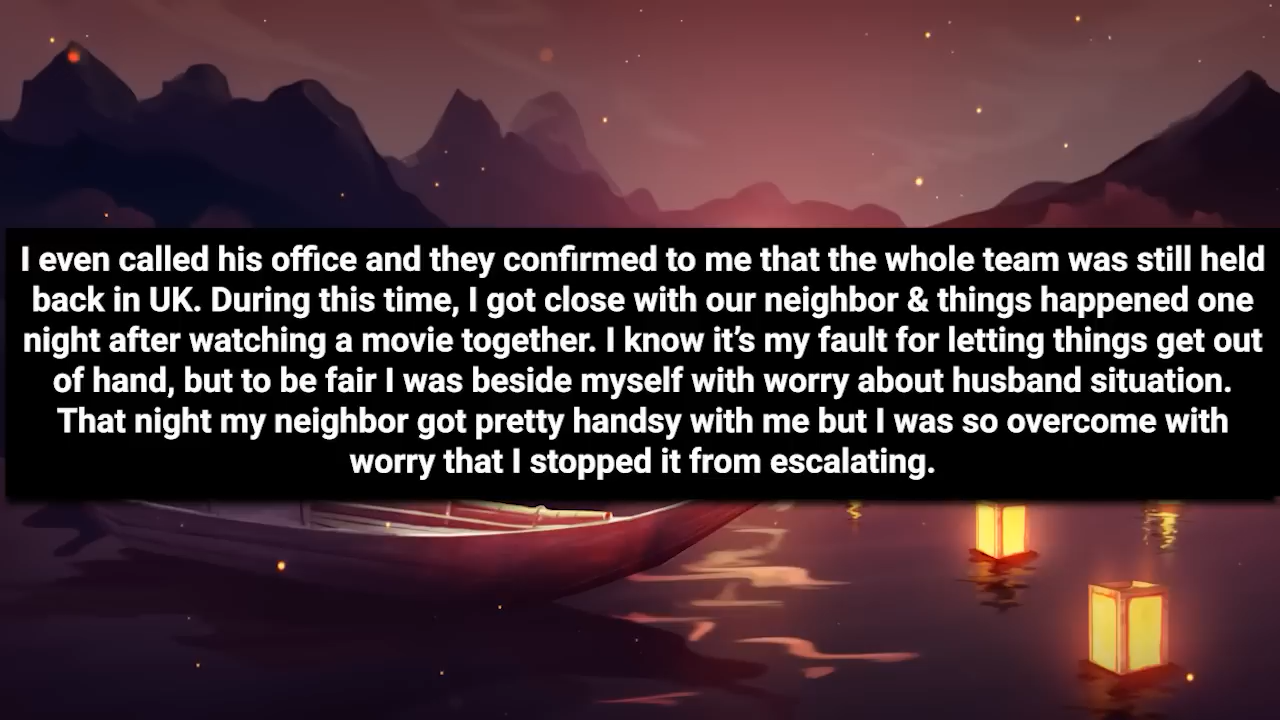 I even called his office and they confirmed to me that the whole team was still held
back in UK. During this time, I got close with our neighbor & things happened one
night after watching a movie together. I know it’s my fault for letting things get out
of hand, but to be fair I was beside myself with worry about husband situation.
That night my neighbor got pretty handsy with me but I was so overcome with
worry that I stopped it from escalating.